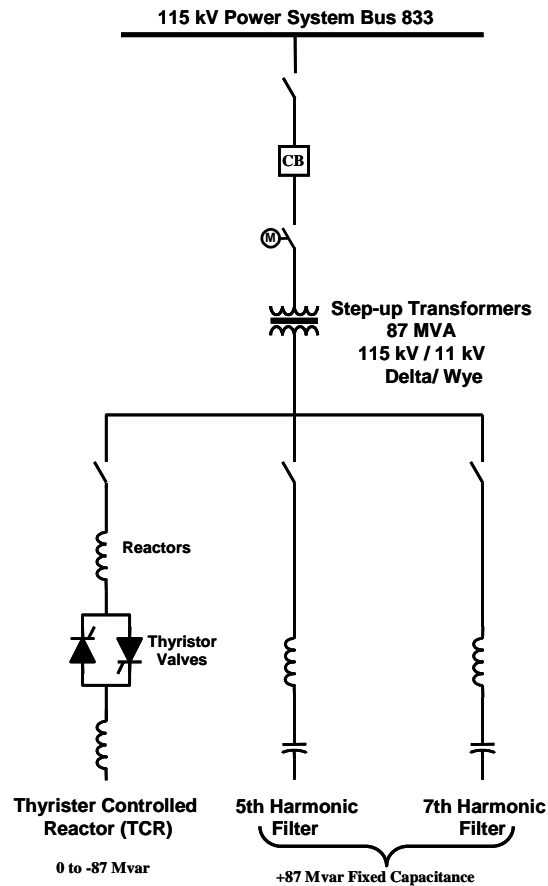 115 kV Power System Bus 833
CB
M
Step-up Transformers
87 MVA
115 kV / 11 kV
Delta/ Wye
Reactors
Thyristor
Valves
Thyrister Controlled
Reactor (TCR)
0 to -87 Mvar
5th Harmonic
Filter
7th Harmonic
Filter
+87 Mvar Fixed Capacitance